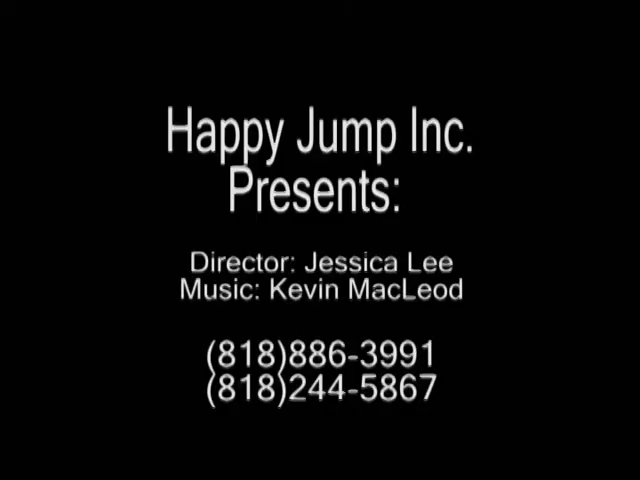 Happy Jump Inc.
Presents:
Director: Jessica Lee
Music: Kevin MacLeod
(818)886-3991
(818)244-5867